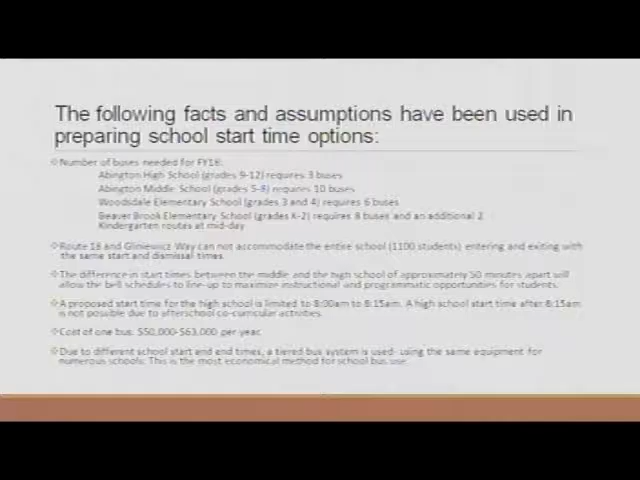 The following facts and assumptions have been used in
preparing school start time options:
Number of buses needed for FY18:
Abington High School (grades 9-12) requires 3 buses
Abington Middle School (grades 5-8) requires 10 buses
Woodsdale Elementary School (grades 3 and 4) requires 6 buses
Beaver Brook Elementary School (grades K-2) requires 8 buses and an additional 2
Kindergarten routes at mid-day
Route 18 and Gliniewicz Way can not accommodate the entire school (1100 students) entering and exiting with
the same start and dismissal times.
The difference in start times between the middle and the high school of approximately 50 minutes apart will
allow the bell schedules to line-up to maximize instructional and programmatic opportunities for students.
A proposed start time for the high school is limited to 8:00am to 8:15am. A high school start time after 8:15am
is not possible due to afterschool co-curricular activities.
Cost of one bus: $50,000-$63,000 per year.
Due to different school start and end times, a tiered bus system is used- using the same equipment for
numerous schools. This is the most economical method for school bus use.